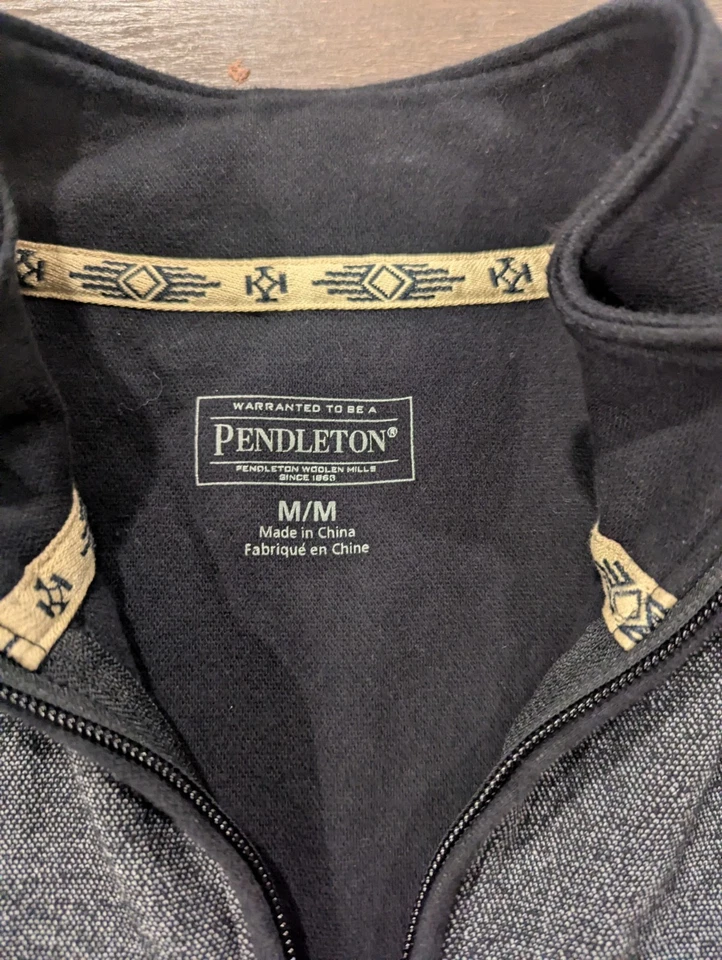 WARRANTED TO BE A
PENDLETON®
PENDLETON WOOLEN MILLS
SINCE 1863
M/M
Made in China
Fabriqué en Chine